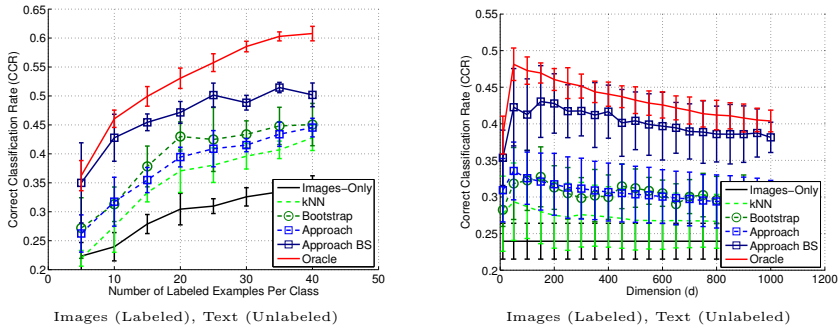 0.65
0.6
0.55
0.5
0.45
0.4
0.35
0.3
0.25
0.2
Correct Classification Rate (CCR)
0 10 20 30 40 50
Number of Labeled Examples Per Class
Images-Only
kNN
Bootstrap
Approach
Approach BS
Oracle
Images (Labeled), Text (Unlabeled)
0.6
0.55
0.5
0.45
0.4
0.35
0.3
0.25
0.2
Correct Classification Rate (CCR)
0 200 400 600 800 1000 1200
Dimension (d)
Images-Only
kNN
Bootstrap
Approach
Approach BS
Oracle
Images (Labeled), Text (Unlabeled)